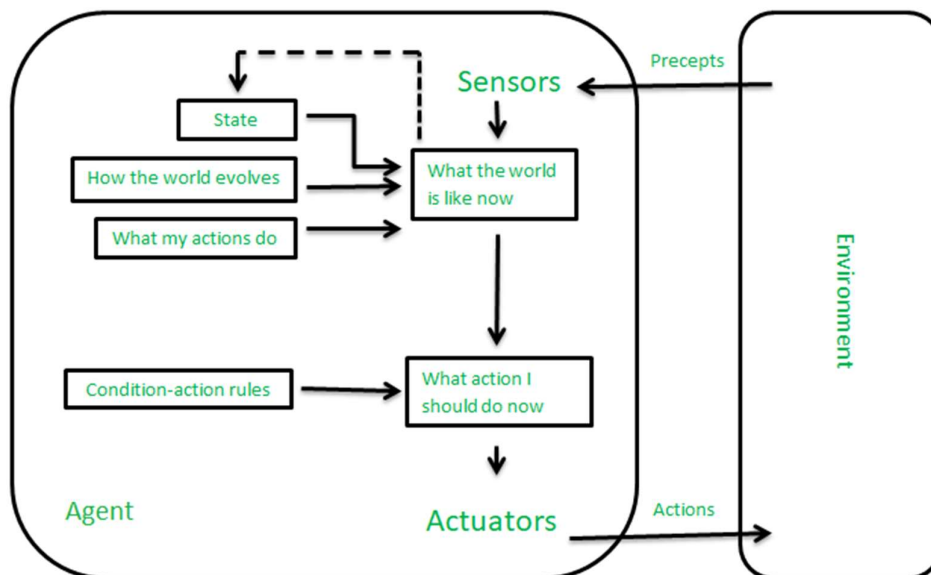 Precepts
Sensors
State
How the world evolves
What my actions do
What the world
is like now
Environment
Condition-action rules
What action I
should do now
Agent
Actuators
Actions